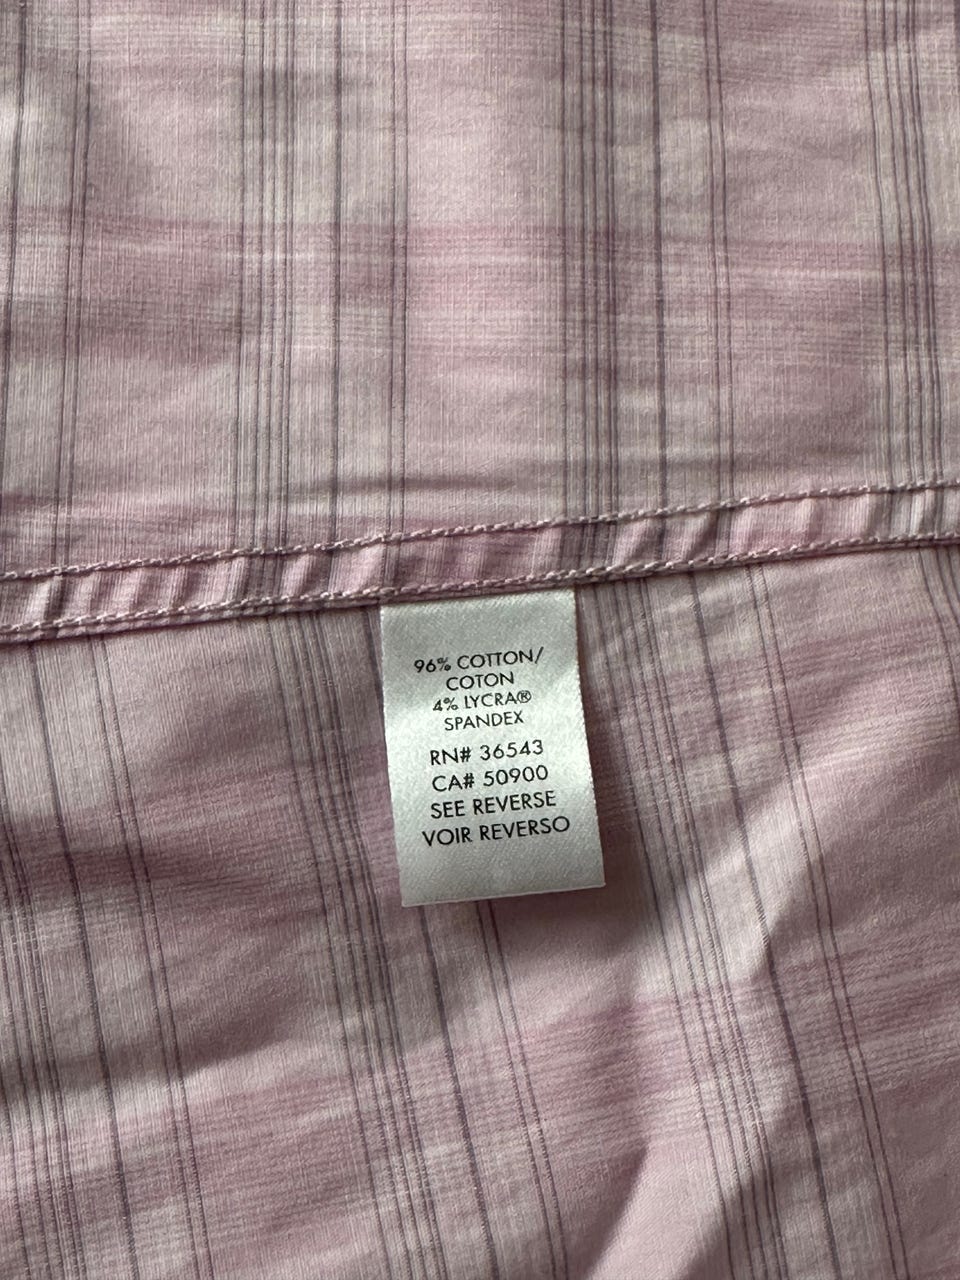 96% COTTON/
COTON
4% LYCRA®
SPANDEX
RN# 36543
CA# 50900
SEE REVERSE
VOIR REVERSO